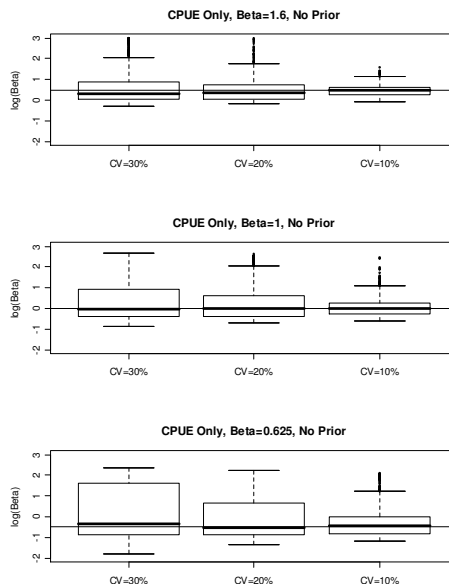 CPUE Only, Beta=1.6, No Prior
log(Beta)
3
2
1
0
-1
-2
CV=30% CV=20% CV=10%
CPUE Only, Beta=1, No Prior
log(Beta)
3
2
1
0
-1
-2
CV=30% CV=20% CV=10%
CPUE Only, Beta=0.625, No Prior
log(Beta)
3
2
1
0
-1
-2
CV=30% CV=20% CV=10%